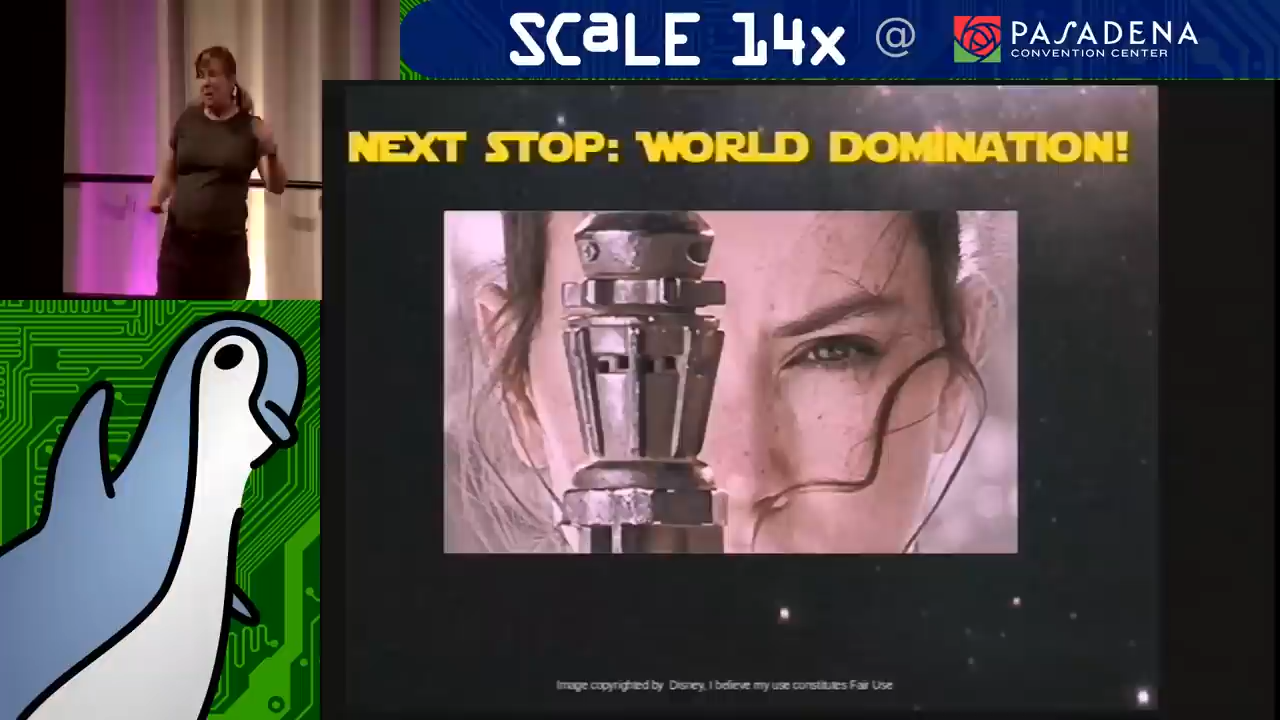 SCaLE 14x @ PASADENA
CONVENTION CENTER
NEXT STOP: WORLD DOMINATION!
Image copyrighted by Disney, I believe my use constitutes Fair Use